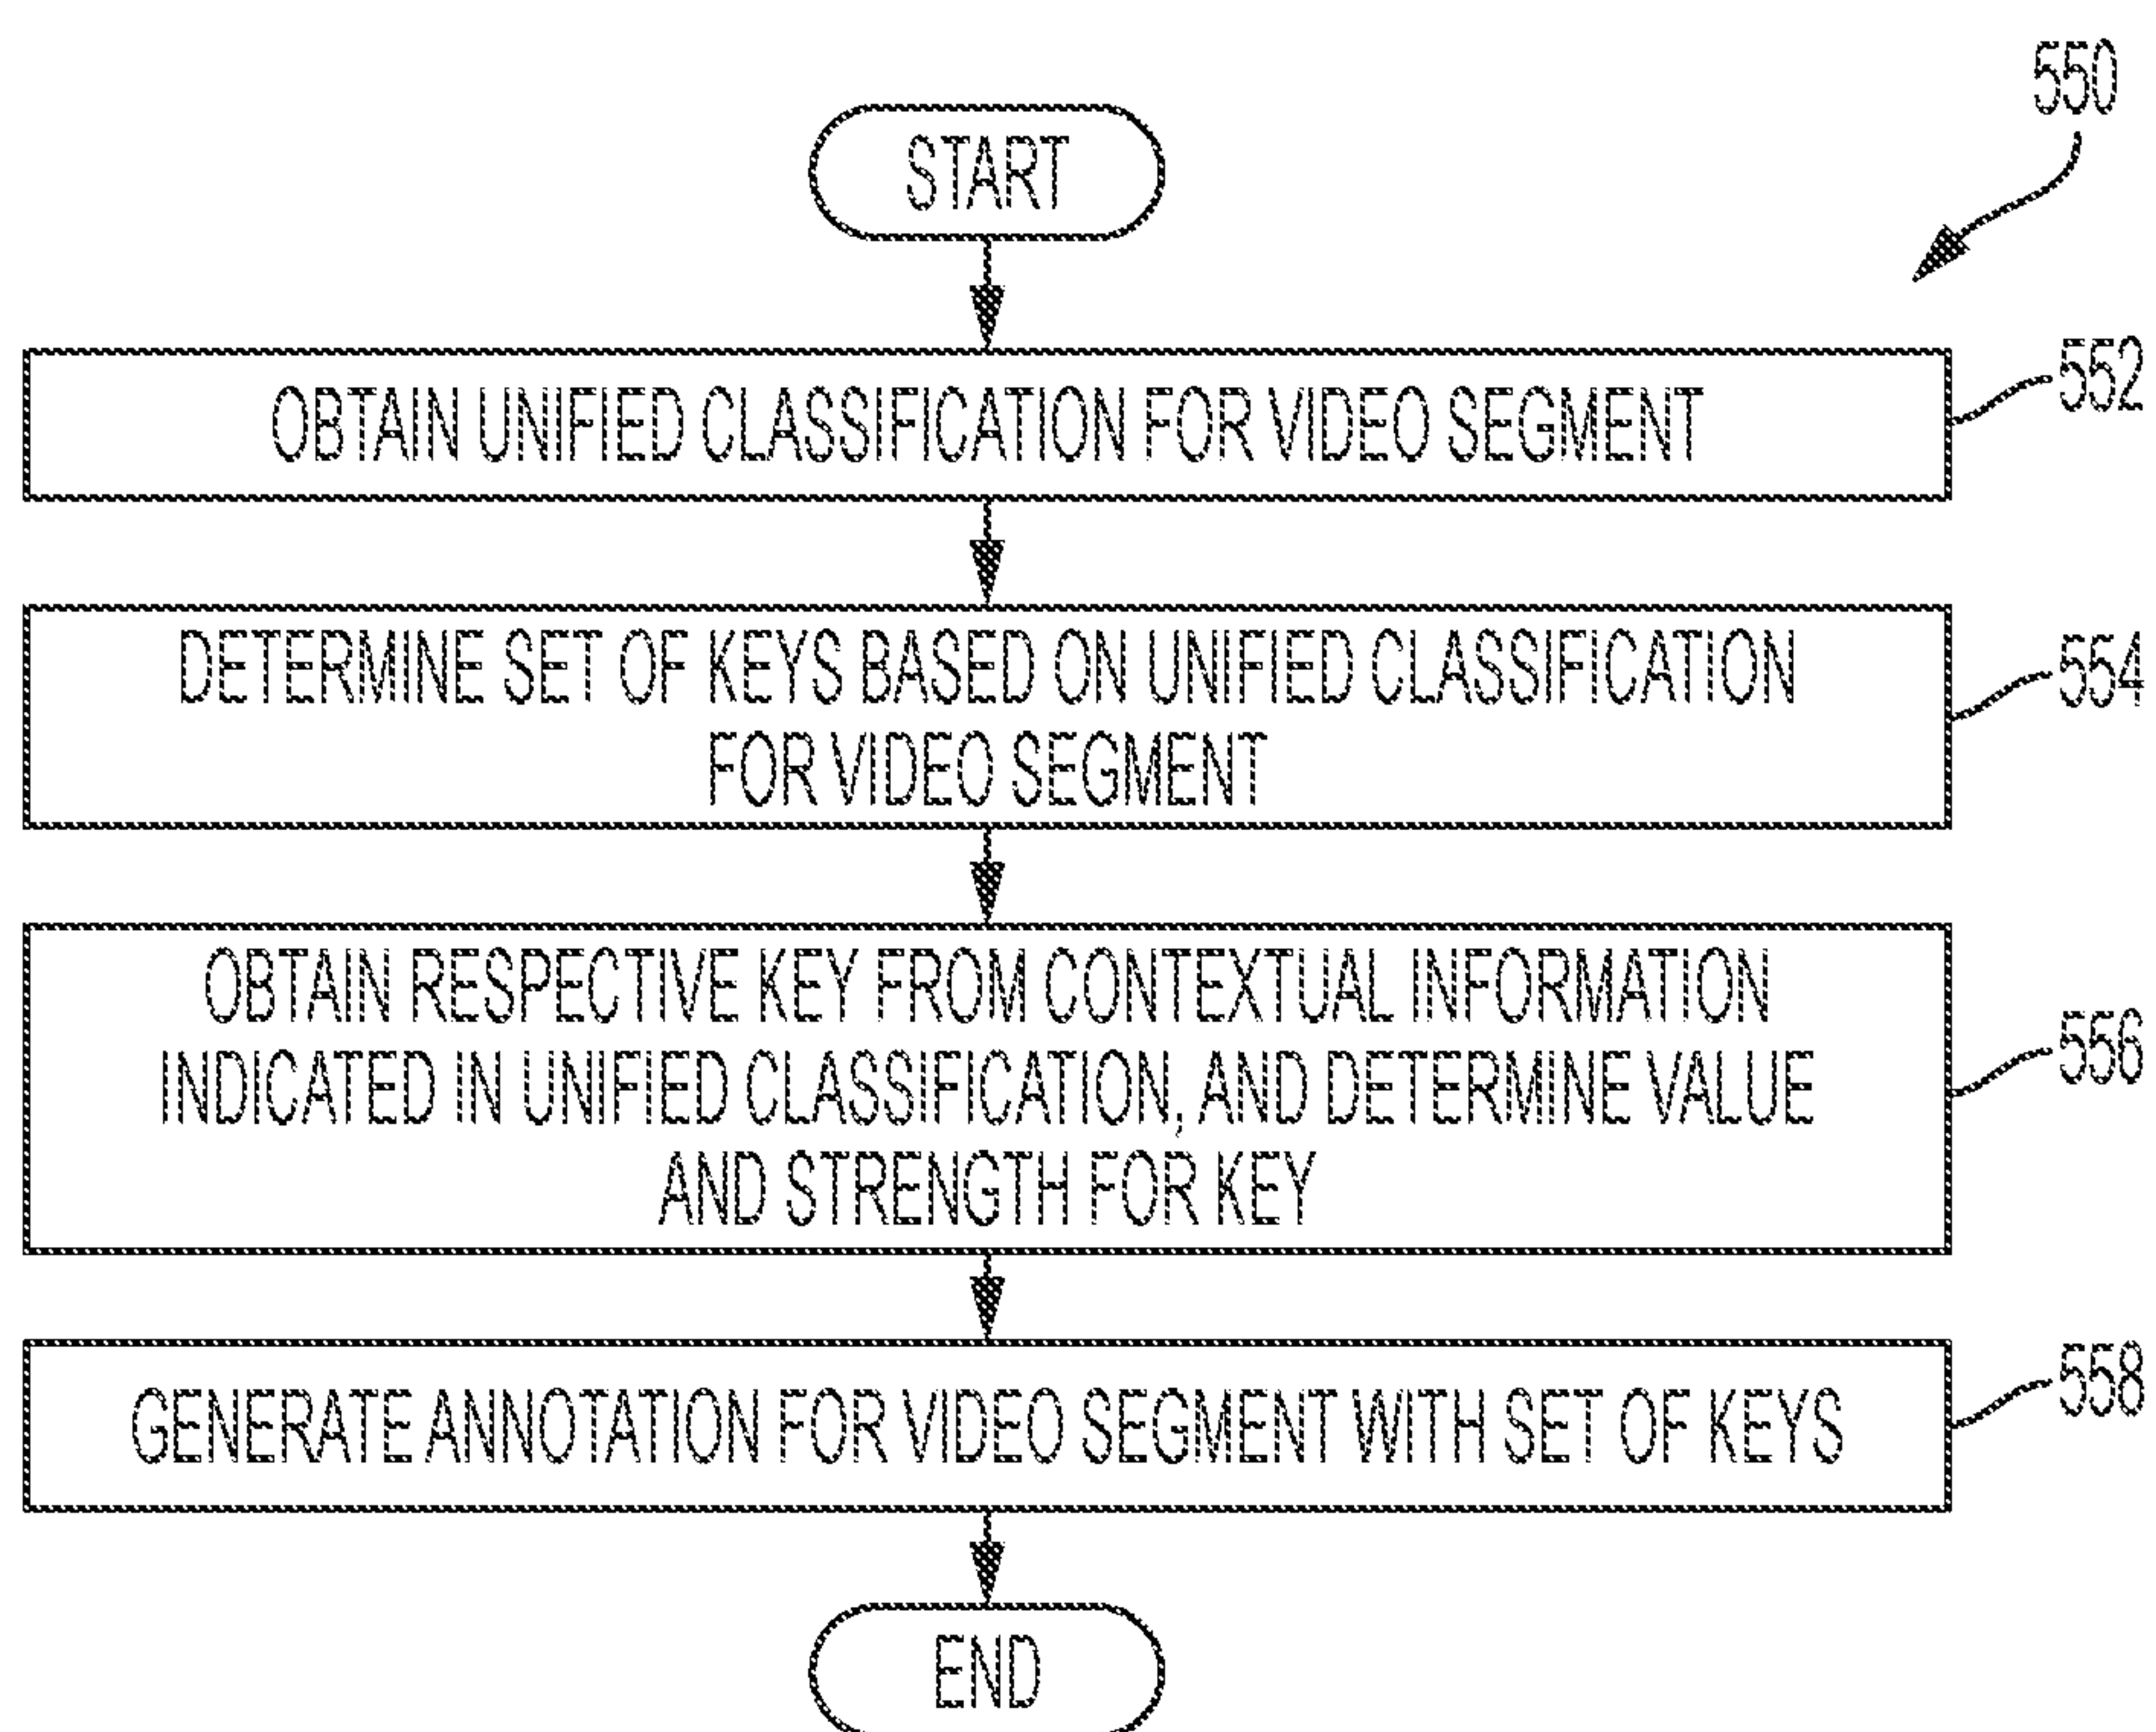 550
START
OBTAIN UNIFIED CLASSIFICATION FOR VIDEO SEGMENT
552
DETERMINE SET OF KEYS BASED ON UNIFIED CLASSIFICATION
FOR VIDEO SEGMENT
554
OBTAIN RESPECTIVE KEY FROM CONTEXTUAL INFORMATION
INDICATED IN UNIFIED CLASSIFICATION, AND DETERMINE VALUE
AND STRENGTH FOR KEY
556
GENERATE ANNOTATION FOR VIDEO SEGMENT WITH SET OF KEYS
558
END